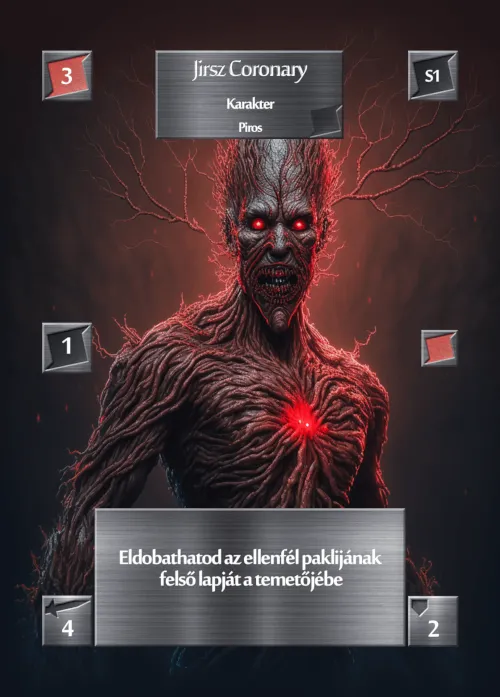 3
Jirsz Coronary
S1
Karakter
Piros
1
Eldobathatod az ellenfél paklijának
felső lapját a temetőjébe
4
2